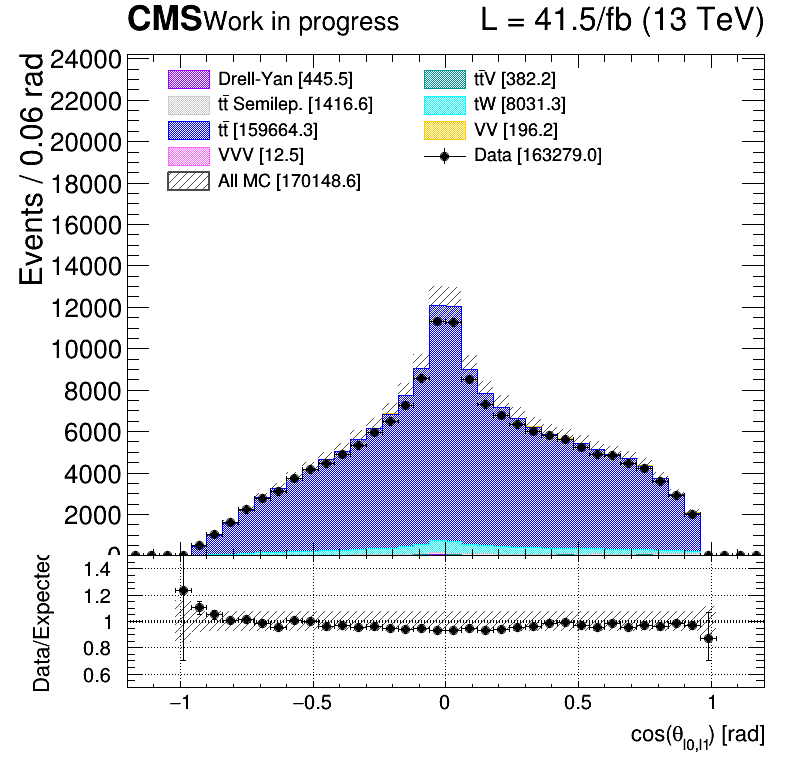 CMS Work in progress L = 41.5/fb (13 TeV)
Events / 0.06 rad
24000
22000
20000
18000
16000
14000
12000
10000
8000
6000
4000
2000
0
Drell-Yan [445.5]
tt̄ Semilep. [1416.6]
tt̄ [159664.3]
VVV [12.5]
All MC [170148.6]
tt̄V [382.2]
tW [8031.3]
VV [196.2]
Data [163279.0]
Data/Expected
1.4
1.2
1
0.8
0.6
−1 −0.5 0 0.5 1
cos(θ_l0,l1) [rad]